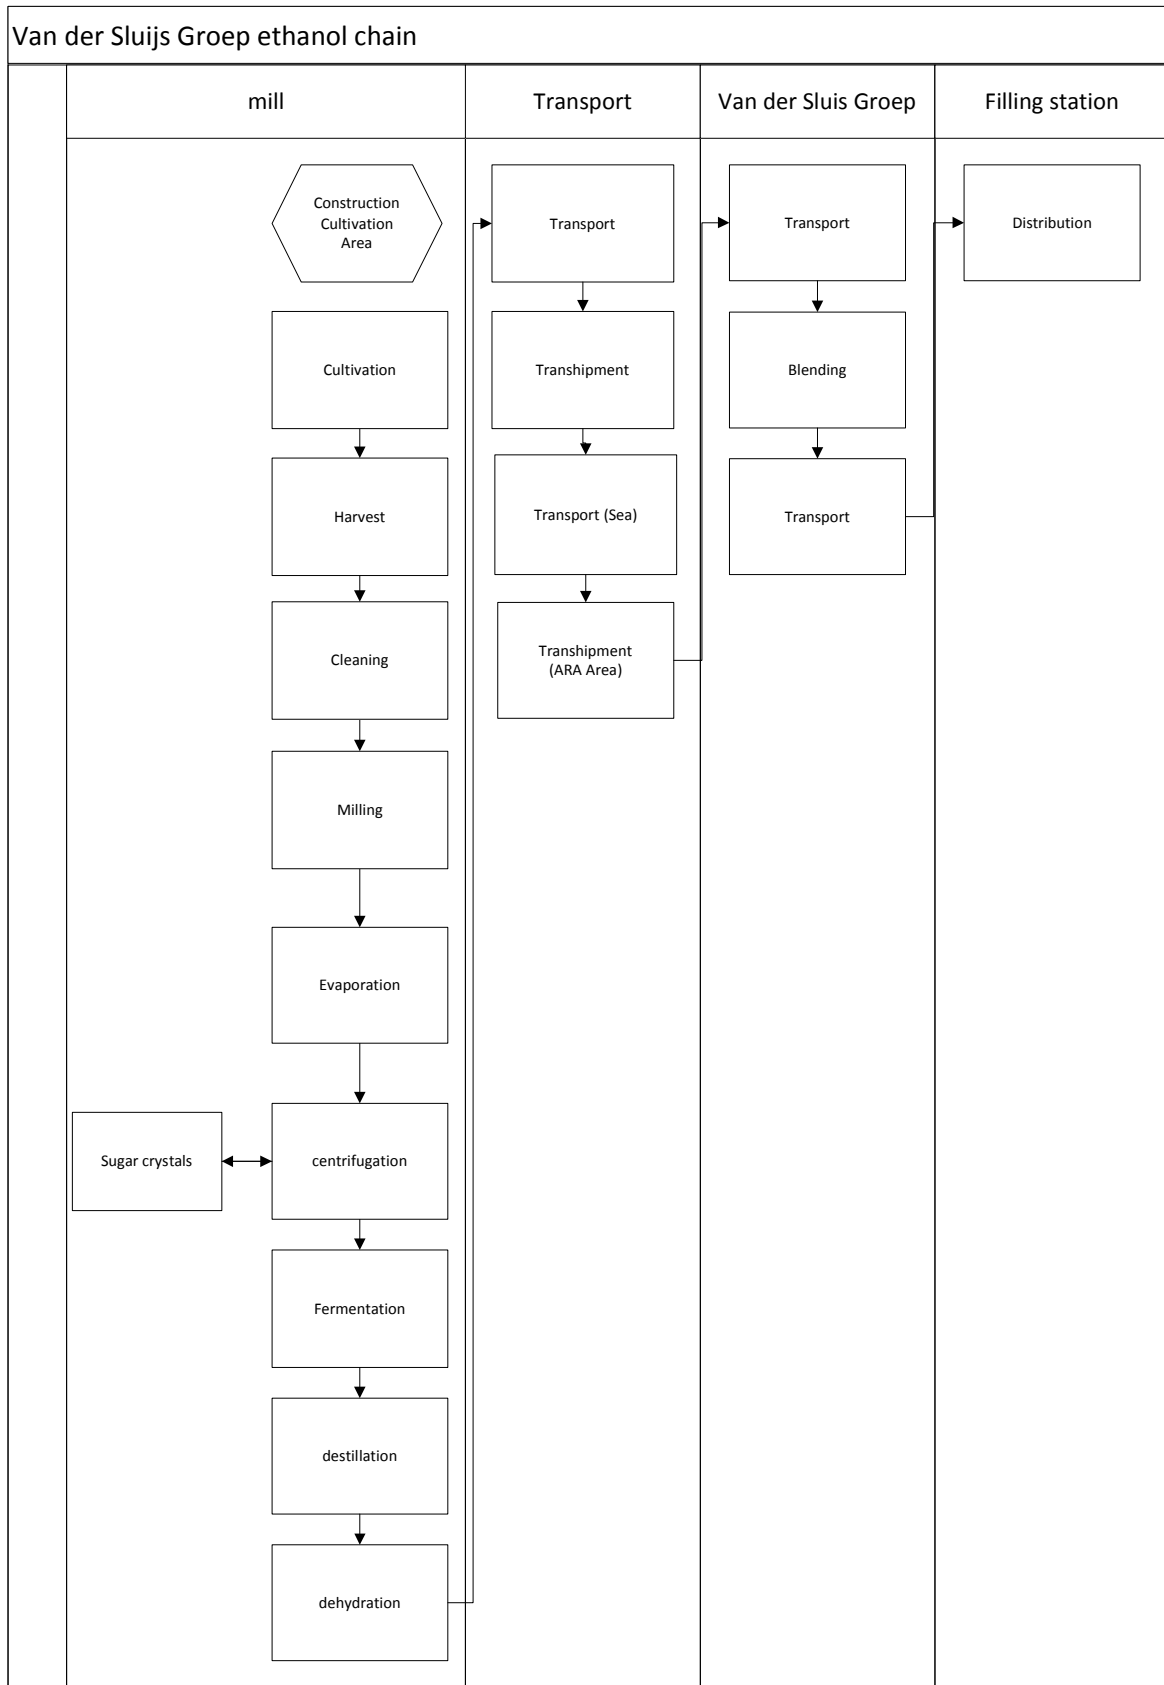 Van der Sluijs Groep ethanol chain
mill
Transport
Van der Sluis Groep
Filling station
Construction
Cultivation
Area
Cultivation
Harvest
Cleaning
Milling
Evaporation
Sugar crystals
centrifugation
Fermentation
destillation
dehydration
Transport
Transhipment
Transport (Sea)
Transhipment
(ARA Area)
Transport
Blending
Transport
Distribution